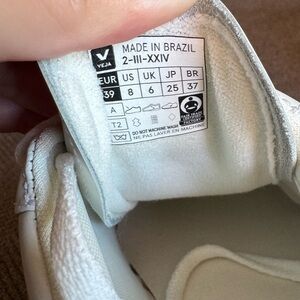 VEJA
MADE IN BRAZIL
2-III-XXIV
EUR US UK JP BR
39 8 6 25 37
A
T2
DO NOT MACHINE WASH
NE PAS LAVER EN MACHINE